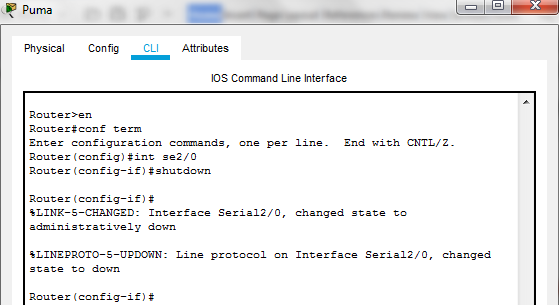 Puma
Physical Config CLI Attributes
IOS Command Line Interface
Router>en
Router#conf term
Enter configuration commands, one per line.  End with CNTL/Z.
Router(config)#int se2/0
Router(config-if)#shutdown
Router(config-if)#
%LINK-5-CHANGED: Interface Serial2/0, changed state to
administratively down
%LINEPROTO-5-UPDOWN: Line protocol on Interface Serial2/0, changed
state to down
Router(config-if)#